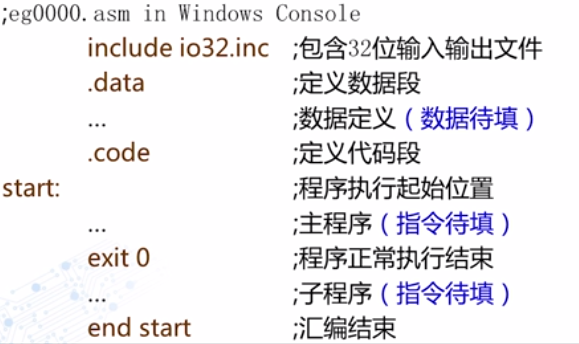 ;eg0000.asm in Windows Console
include io32.inc ;包含32位输入输出文件
.data ;定义数据段
... ;数据定义（数据待填）
.code ;定义代码段
start: ;程序执行起始位置
... ;主程序（指令待填）
exit 0 ;程序正常执行结束
... ;子程序（指令待填）
end start ;汇编结束